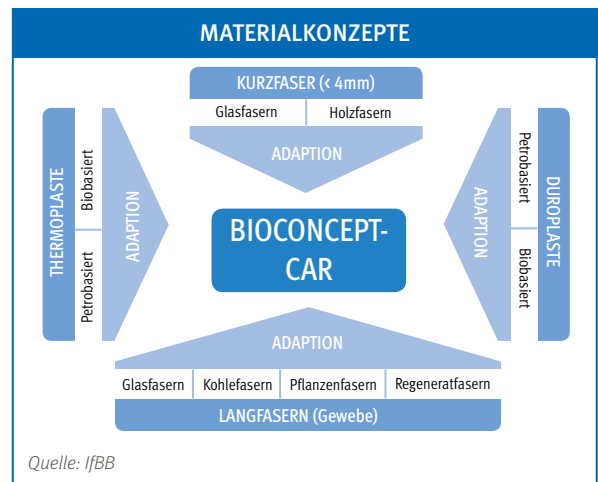 MATERIALKONZEPTE
KURZFASER (< 4mm)
Glasfasern
Holzfasern
ADAPTION
THERMOPLASTE
Biobasiert
Petrobasiert
ADAPTION
BIOCONCEPT-
CAR
ADAPTION
Petrobasiert
Biobasiert
DUROPLASTE
ADAPTION
Glasfasern
Kohlefasern
Pflanzenfasern
Regeneratfasern
LANGFASERN (Gewebe)
Quelle: IfBB